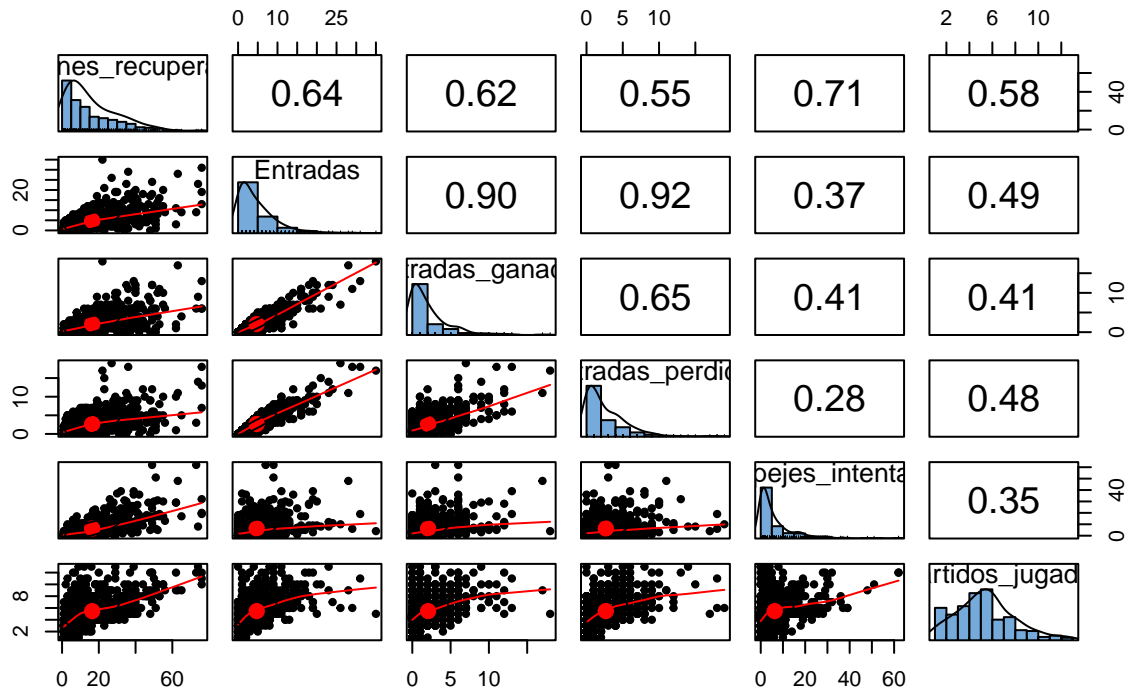 0 10 25 0 5 10 2 6 10
nes_recupera 0.64 0.62 0.55 0.71 0.58 0 40
0 20 Entradas 0.90 0.92 0.37 0.49
tradas_ganad 0.65 0.41 0.41 0 10
0 10 tradas_perdid 0.28 0.48
pejes_intenta 0.35 0 40
2 8 rtidos_jugad
0 20 60 0 5 10 0 20 40 60